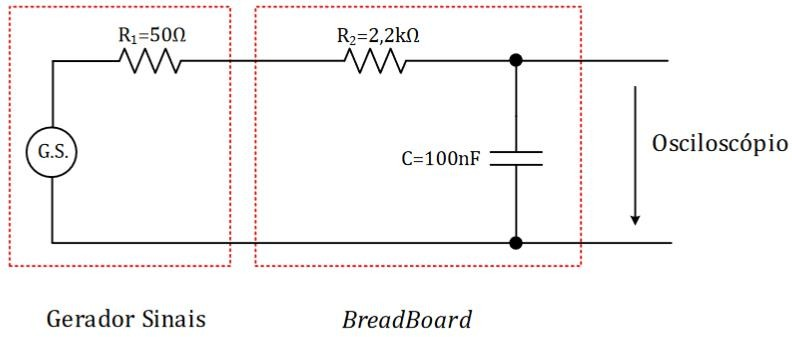 R₁=50Ω
R₂=2,2kΩ
G.S.
C=100nF
Osciloscópio
Gerador Sinais
BreadBoard